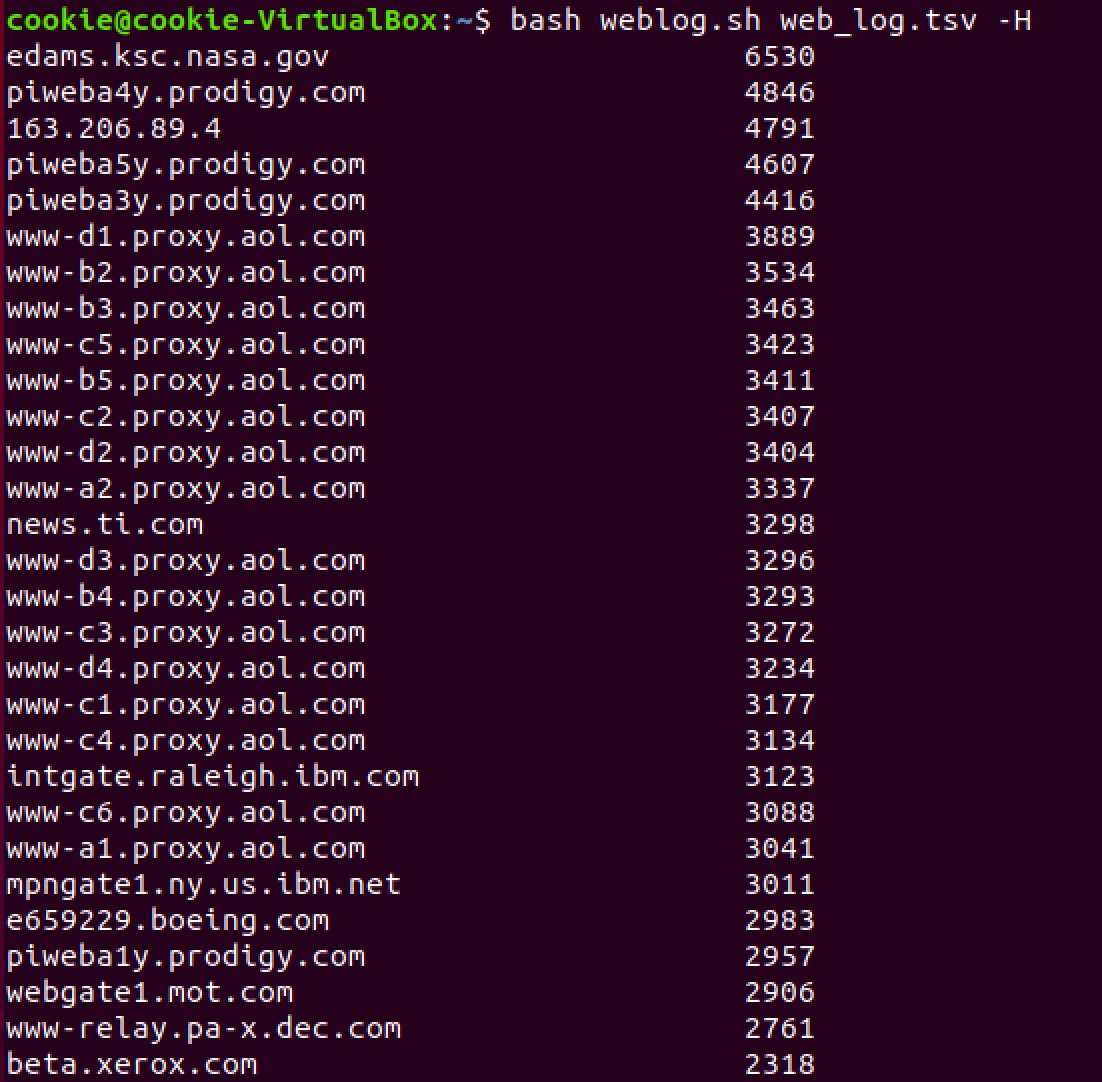 cookie@cookie-VirtualBox:~$ bash weblog.sh web_log.tsv -H
edams.ksc.nasa.gov 6530
piweba4y.prodigy.com 4846
163.206.89.4 4791
piweba5y.prodigy.com 4607
piweba3y.prodigy.com 4416
www-d1.proxy.aol.com 3889
www-b2.proxy.aol.com 3534
www-b3.proxy.aol.com 3463
www-c5.proxy.aol.com 3423
www-b5.proxy.aol.com 3411
www-c2.proxy.aol.com 3407
www-d2.proxy.aol.com 3404
www-a2.proxy.aol.com 3337
news.ti.com 3298
www-d3.proxy.aol.com 3296
www-b4.proxy.aol.com 3293
www-c3.proxy.aol.com 3272
www-d4.proxy.aol.com 3234
www-c1.proxy.aol.com 3177
www-c4.proxy.aol.com 3134
intgate.raleigh.ibm.com 3123
www-c6.proxy.aol.com 3088
www-a1.proxy.aol.com 3041
mpngate1.ny.us.ibm.net 3011
e659229.boeing.com 2983
piweba1y.prodigy.com 2957
webgate1.mot.com 2906
www-relay.pa-x.dec.com 2761
beta.xerox.com 2318